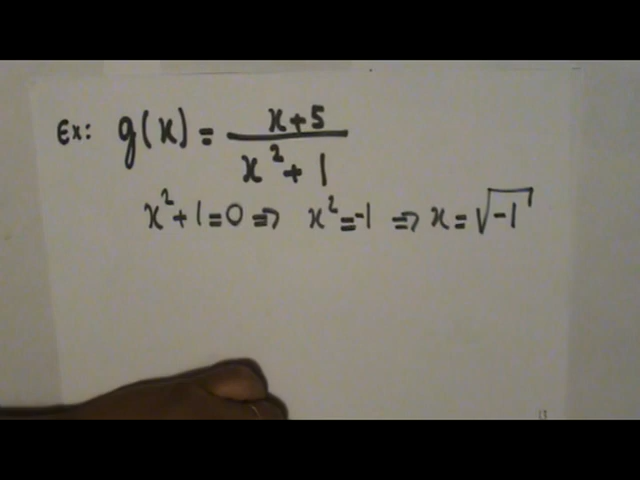 Ex: g(x) = (x+5)/(x²+1)
x²+1=0 ⇒ x²=-1 ⇒ x=√-1